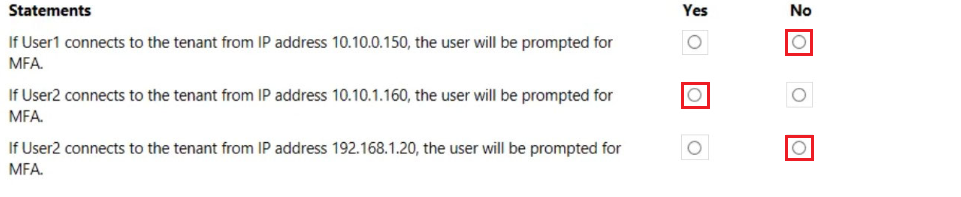 Statements Yes No
If User1 connects to the tenant from IP address 10.10.0.150, the user will be prompted for
MFA.
If User2 connects to the tenant from IP address 10.10.1.160, the user will be prompted for
MFA.
If User2 connects to the tenant from IP address 192.168.1.20, the user will be prompted for
MFA.